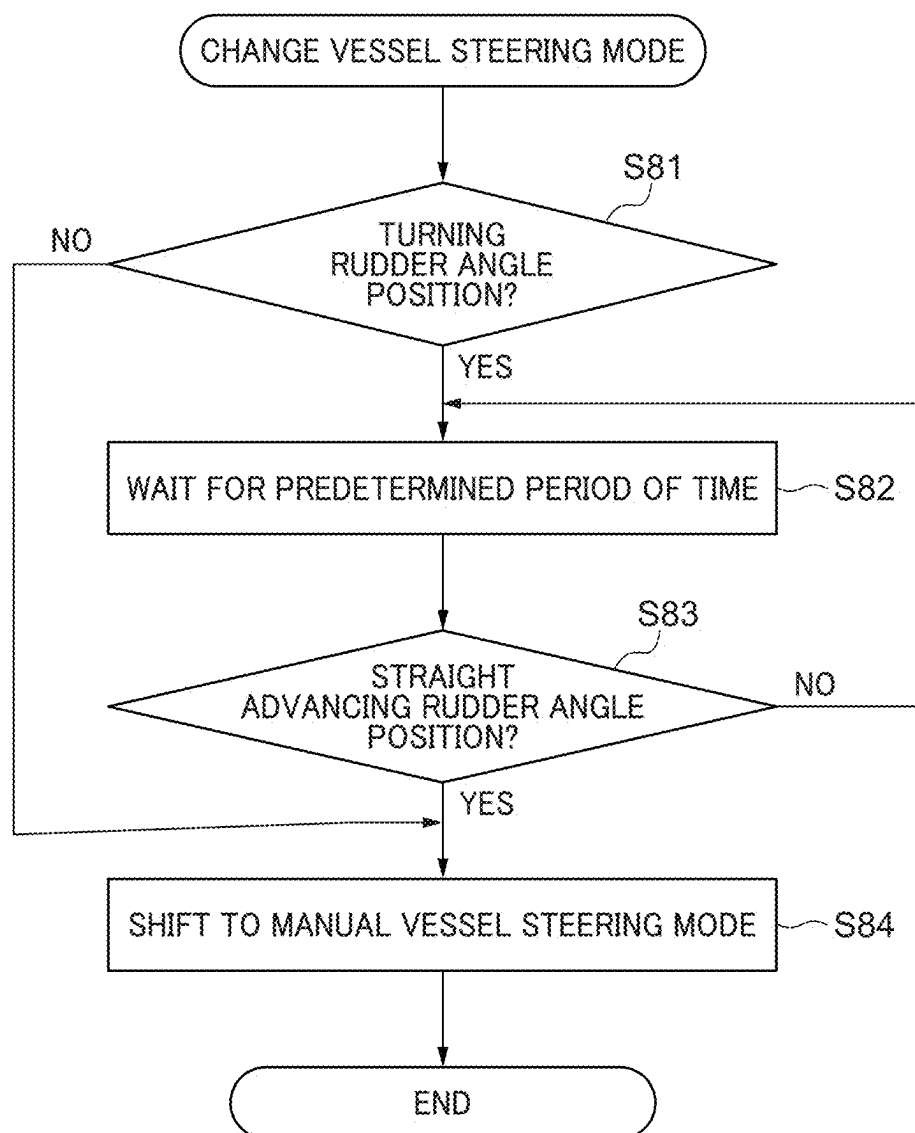 CHANGE VESSEL STEERING MODE
S81
TURNING
RUDDER ANGLE
POSITION?
NO
YES
WAIT FOR PREDETERMINED PERIOD OF TIME
S82
S83
STRAIGHT
ADVANCING RUDDER ANGLE
POSITION?
NO
YES
SHIFT TO MANUAL VESSEL STEERING MODE
S84
END